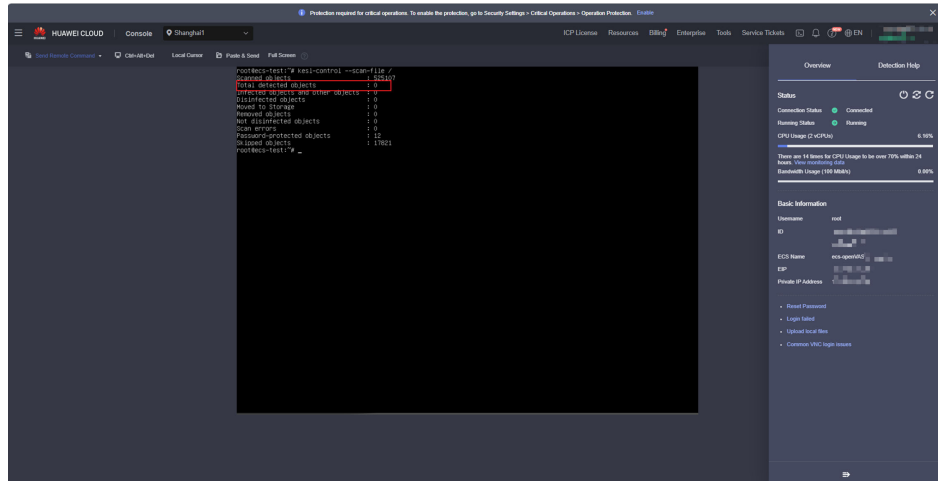 Protection required for critical operations. To enable the protection, go to Security Settings > Critical Operations > Operation Protection. Enable
HUAWEI
HUAWEI CLOUD Console Shanghai1 ICP License Resources Billing Enterprise Tools Service Tickets EN
Send Remote Command Ctrl+Alt+Del Local Cursor Paste & Send Full Screen
root@ecs-test:~# kesl-control --scan-file /
Scanned objects : 525107
Total detected objects : 0
Infected objects and other objects : 0
Disinfected objects : 0
Moved to Storage : 0
Removed objects : 0
Not disinfected objects : 0
Scan errors : 0
Password-protected objects : 12
Skipped objects : 17821
root@ecs-test:~# _
Overview Detection Help
Status
Connection Status Connected
Running Status Running
CPU Usage (2 vCPUs) 6.16%
There are 14 times for CPU Usage to be over 70% within 24
hours. View monitoring data
Bandwidth Usage (100 Mbit/s) 0.00%
Basic Information
Username root
ID
ECS Name
EIP
Private IP Address
Reset Password
Login failed
Upload local files
Common VNC login issues